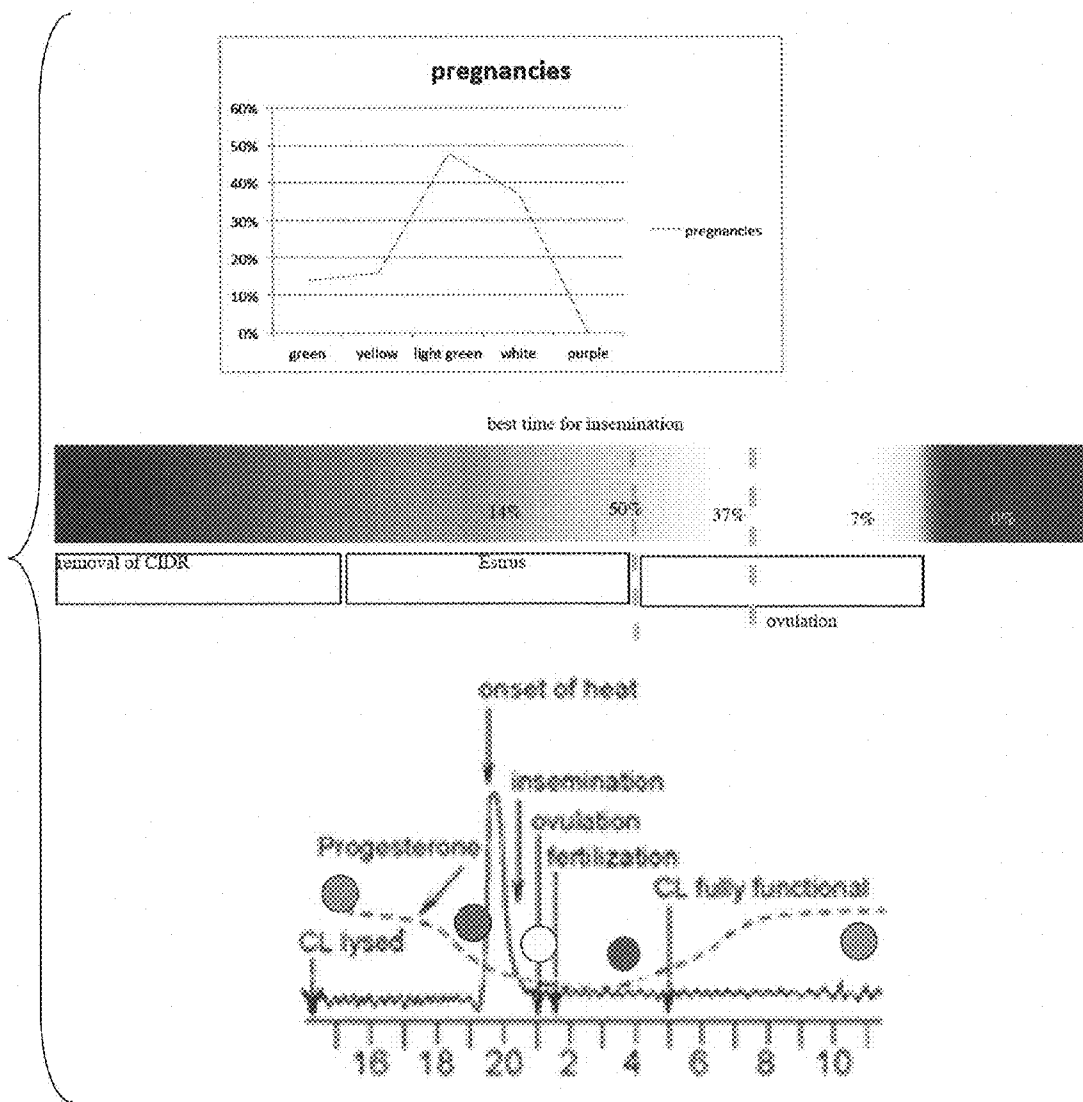 pregnancies
60%
50%
40%
30%
20%
10%
0%
green yellow light green white purple
pregnancies
best time for insemination
14% 50% 37% 7% 0%
removal of CIDR Estrus
ovulation
onset of heat
insemination
ovulation
Progesterone fertilization
CL fully functional
CL lysed
16 18 20 2 4 6 8 10